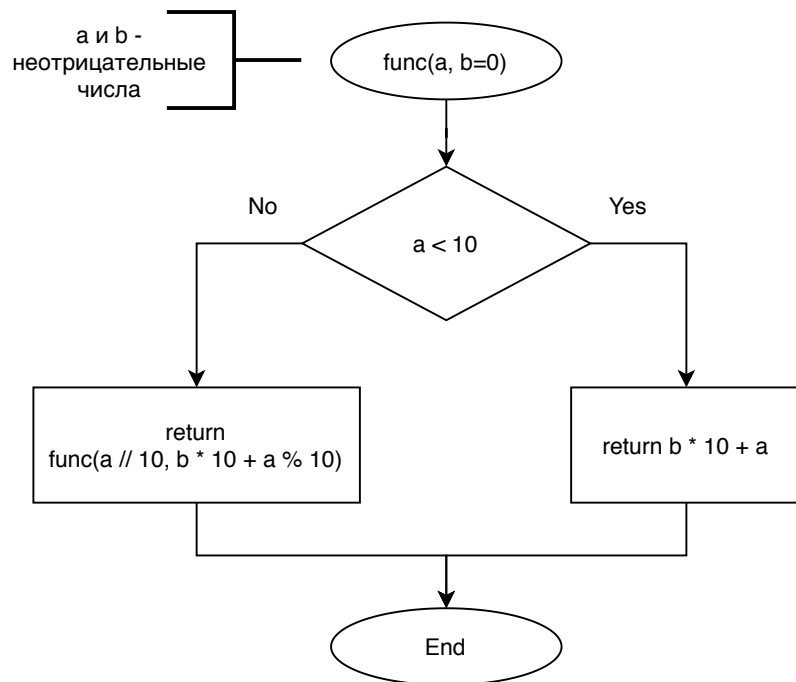 a и b -
неотрицательные
числа
func(a, b=0)
No
Yes
a < 10
return
func(a // 10, b * 10 + a % 10)
return b * 10 + a
End